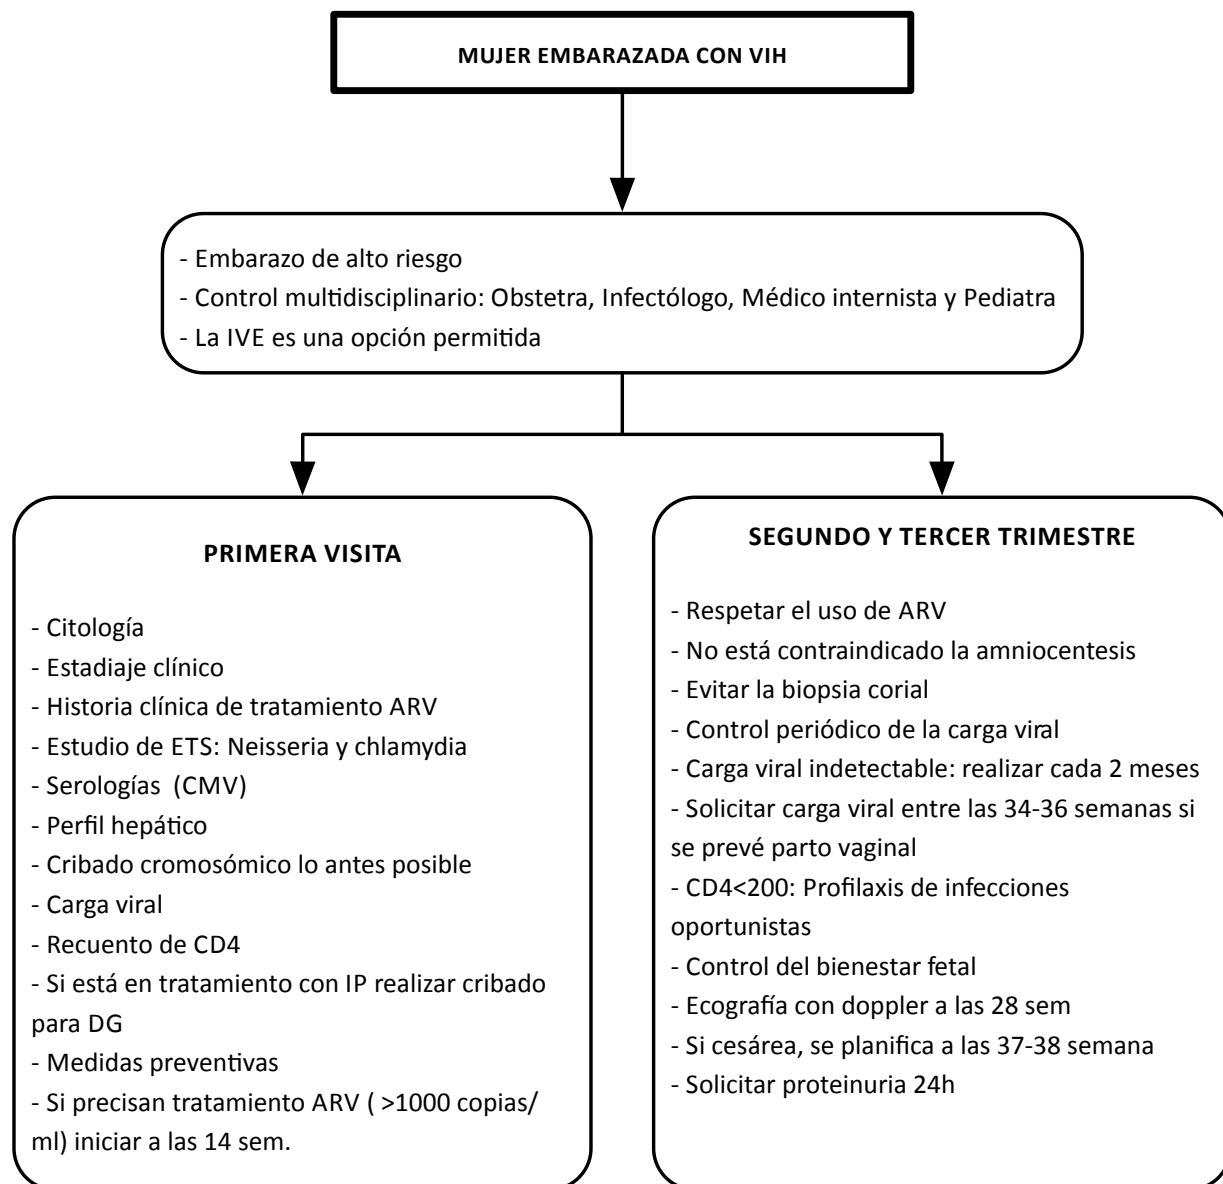 MUJER EMBARAZADA CON VIH
- Embarazo de alto riesgo
- Control multidisciplinario: Obstetra, Infectólogo, Médico internista y Pediatra
- La IVE es una opción permitida
PRIMERA VISITA
- Citología
- Estadiaje clínico
- Historia clínica de tratamiento ARV
- Estudio de ETS: Neisseria y chlamydia
- Serologías (CMV)
- Perfil hepático
- Cribado cromosómico lo antes posible
- Carga viral
- Recuento de CD4
- Si está en tratamiento con IP realizar cribado
para DG
- Medidas preventivas
- Si precisan tratamiento ARV ( >1000 copias/
ml) iniciar a las 14 sem.
SEGUNDO Y TERCER TRIMESTRE
- Respetar el uso de ARV
- No está contraindicado la amniocentesis
- Evitar la biopsia corial
- Control periódico de la carga viral
- Carga viral indetectable: realizar cada 2 meses
- Solicitar carga viral entre las 34-36 semanas si
se prevé parto vaginal
- CD4<200: Profilaxis de infecciones
oportunistas
- Control del bienestar fetal
- Ecografía con doppler a las 28 sem
- Si cesárea, se planifica a las 37-38 semana
- Solicitar proteinuria 24h